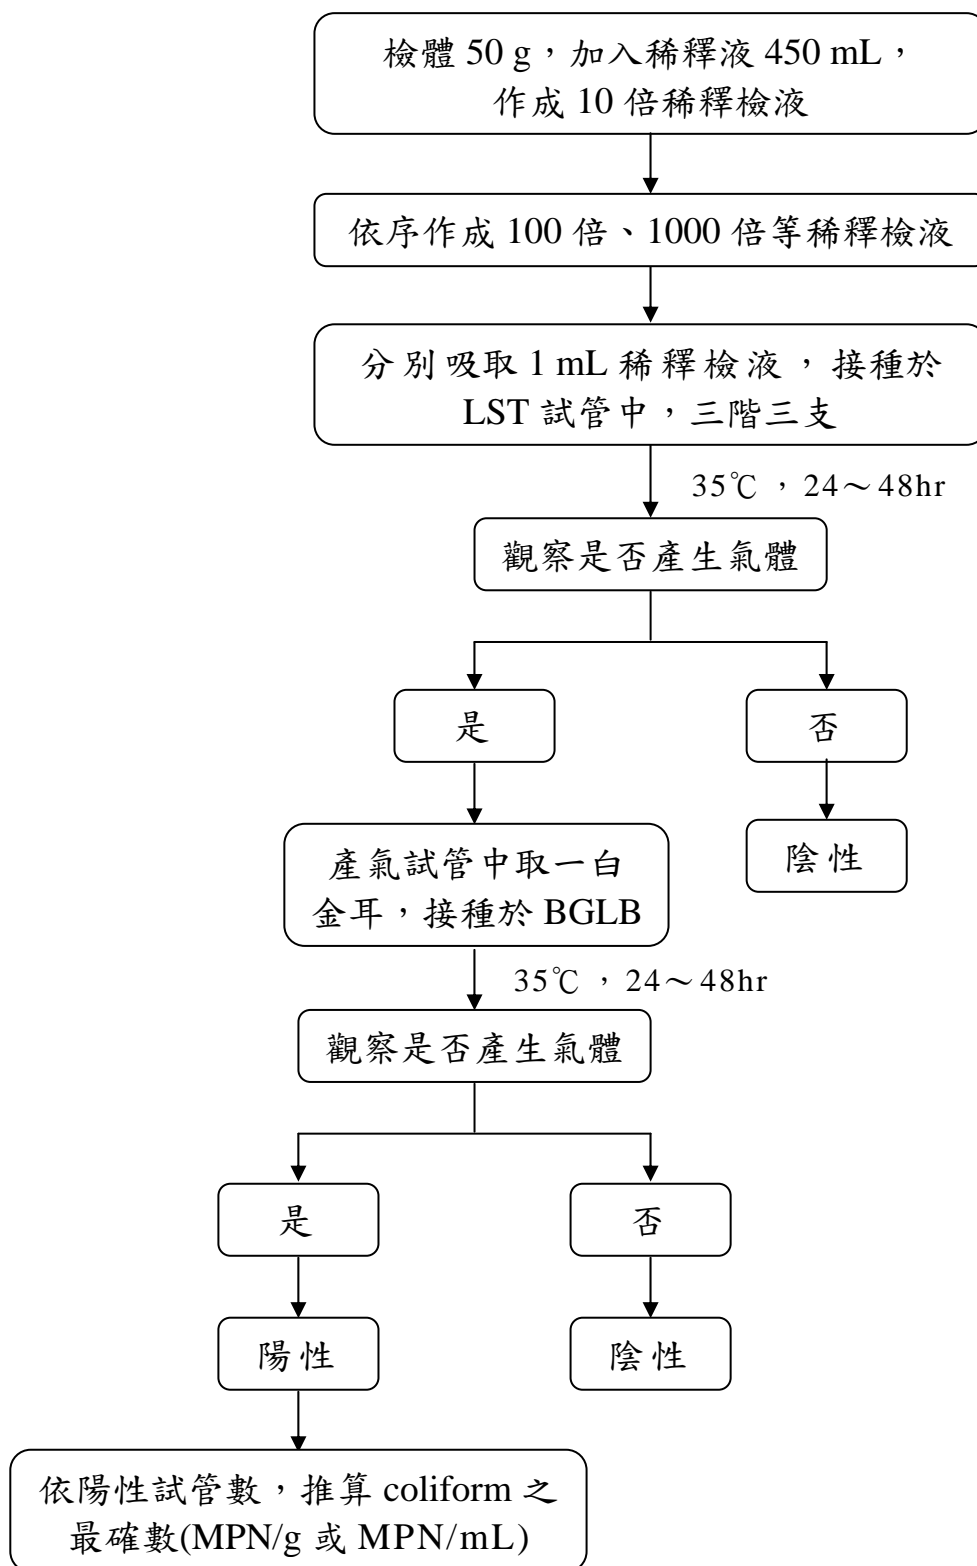 檢體 50 g，加入稀釋液 450 mL，
作成 10 倍稀釋檢液
依序作成 100 倍、1000 倍等稀釋檢液
分別吸取 1 mL 稀釋檢液，接種於
LST 試管中，三階三支
35℃，24～48hr
觀察是否產生氣體
是
否
陰性
產氣試管中取一白
金耳，接種於 BGLB
35℃，24～48hr
觀察是否產生氣體
是
否
陽性
陰性
依陽性試管數，推算 coliform 之
最確數(MPN/g 或 MPN/mL)